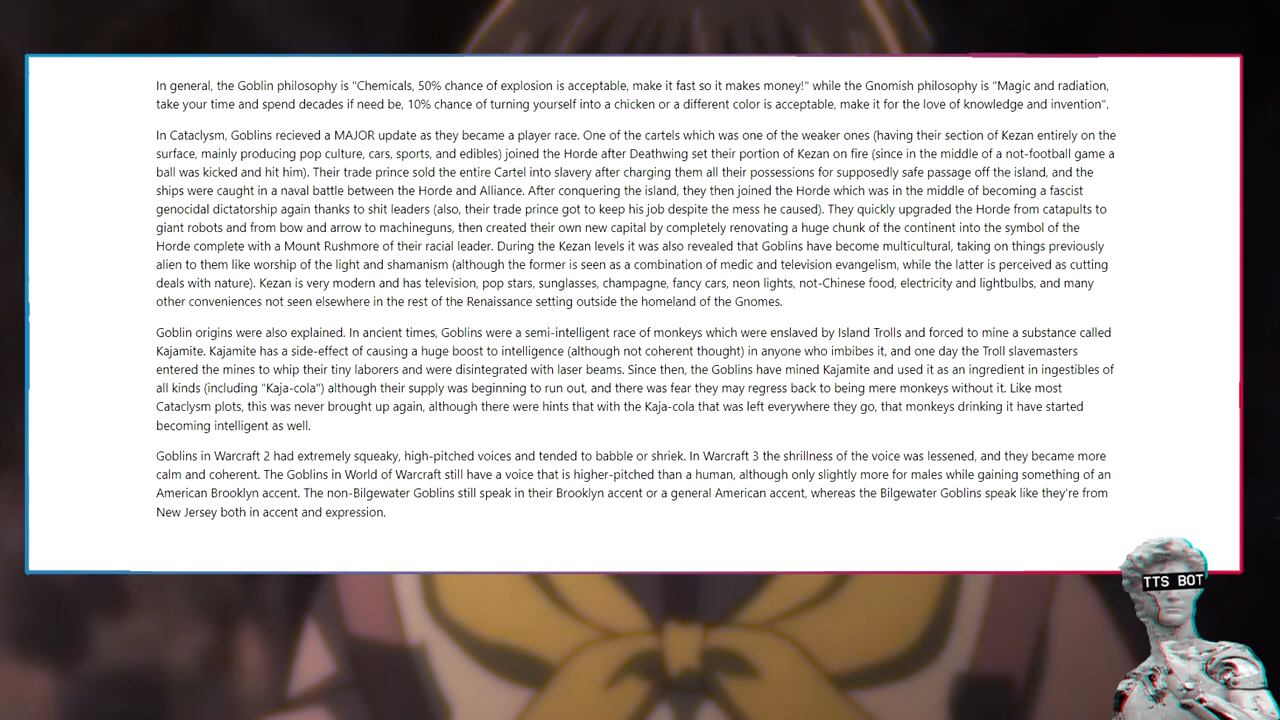 In general, the Goblin philosophy is "Chemicals, 50% chance of explosion is acceptable, make it fast so it makes money!" while the Gnomish philosophy is "Magic and radiation,
take your time and spend decades if need be, 10% chance of turning yourself into a chicken or a different color is acceptable, make it for the love of knowledge and invention".
In Cataclysm, Goblins recieved a MAJOR update as they became a player race. One of the cartels which was one of the weaker ones (having their section of Kezan entirely on the
surface, mainly producing pop culture, cars, sports, and edibles) joined the Horde after Deathwing set their portion of Kezan on fire (since in the middle of a not-football game a
ball was kicked and hit him). Their trade prince sold the entire Cartel into slavery after charging them all their possessions for supposedly safe passage off the island, and the
ships were caught in a naval battle between the Horde and Alliance. After conquering the island, they then joined the Horde which was in the middle of becoming a fascist
genocidal dictatorship again thanks to shit leaders (also, their trade prince got to keep his job despite the mess he caused). They quickly upgraded the Horde from catapults to
giant robots and from bow and arrow to machineguns, then created their own new capital by completely renovating a huge chunk of the continent into the symbol of the
Horde complete with a Mount Rushmore of their racial leader. During the Kezan levels it was also revealed that Goblins have become multicultural, taking on things previously
alien to them like worship of the light and shamanism (although the former is seen as a combination of medic and television evangelism, while the latter is perceived as cutting
deals with nature). Kezan is very modern and has television, pop stars, sunglasses, champagne, fancy cars, neon lights, not-Chinese food, electricity and lightbulbs, and many
other conveniences not seen elsewhere in the rest of the Renaissance setting outside the homeland of the Gnomes.
Goblin origins were also explained. In ancient times, Goblins were a semi-intelligent race of monkeys which were enslaved by Island Trolls and forced to mine a substance called
Kajamite. Kajamite has a side-effect of causing a huge boost to intelligence (although not coherent thought) in anyone who imbibes it, and one day the Troll slavemasters
entered the mines to whip their tiny laborers and were disintegrated with laser beams. Since then, the Goblins have mined Kajamite and used it as an ingredient in ingestibles of
all kinds (including "Kaja-cola") although their supply was beginning to run out, and there was fear they may regress back to being mere monkeys without it. Like most
Cataclysm plots, this was never brought up again, although there were hints that with the Kaja-cola that was left everywhere they go, that monkeys drinking it have started
becoming intelligent as well.
Goblins in Warcraft 2 had extremely squeaky, high-pitched voices and tended to babble or shriek. In Warcraft 3 the shrillness of the voice was lessened, and they became more
calm and coherent. The Goblins in World of Warcraft still have a voice that is higher-pitched than a human, although only slightly more for males while gaining something of an
American Brooklyn accent. The non-Bilgewater Goblins still speak in their Brooklyn accent or a general American accent, whereas the Bilgewater Goblins speak like they're from
New Jersey both in accent and expression.
TTS BOT